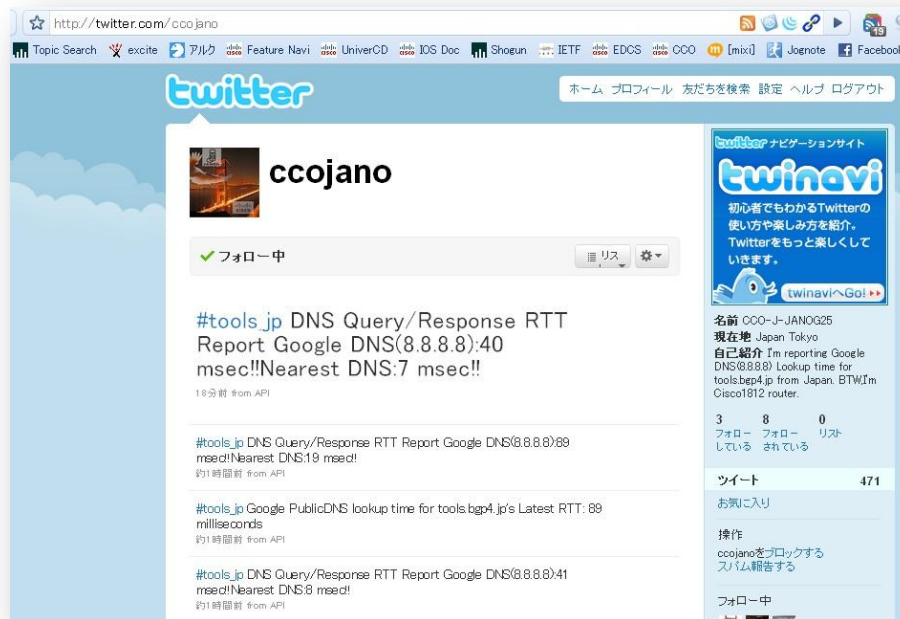 http://twitter.com/ccojano
19
Topic Search excite アルク Feature Navi UniverCD IOS Doc Shogun IETF EDCS CCO [mixi] Jognote Facebook
twitter
ホーム プロフィール 友だちを検索 設定 ヘルプ ログアウト
ccojano
フォロー中
リス
#tools_jp DNS Query/Response RTT
Report Google DNS(8.8.8.8):40
msec!!Nearest DNS:7 msec!!
18分前 from API
#tools_jp DNS Query/Response RTT Report Google DNS(8.8.8.8):89
msec!!Nearest DNS:19 msec!!
約1時間前 from API
#tools_jp Google PublicDNS lookup time for tools.bgp4.jp's Latest RTT: 89
milliseconds
約1時間前 from API
#tools_jp DNS Query/Response RTT Report Google DNS(8.8.8.8):41
msec!!Nearest DNS:8 msec!!
約1時間前 from API
twitter ナビゲーションサイト
twinavi
初心者でもわかるTwitterの
使い方や楽しみ方を紹介。
Twitterをもっと楽しくして
いきます。
twinaviへGo!
名前 CCO-J-JANOG25
現在地 Japan Tokyo
自己紹介 I'm reporting Google
DNS(8.8.8.8) Lookup time for
tools.bgp4.jp from Japan. BTW,I'm
Cisco1812 router.
3 8 0
フォロー フォロー リスト
している されている
ツイート 471
お気に入り
操作
ccojanoをブロックする
スパム報告する
フォロー中